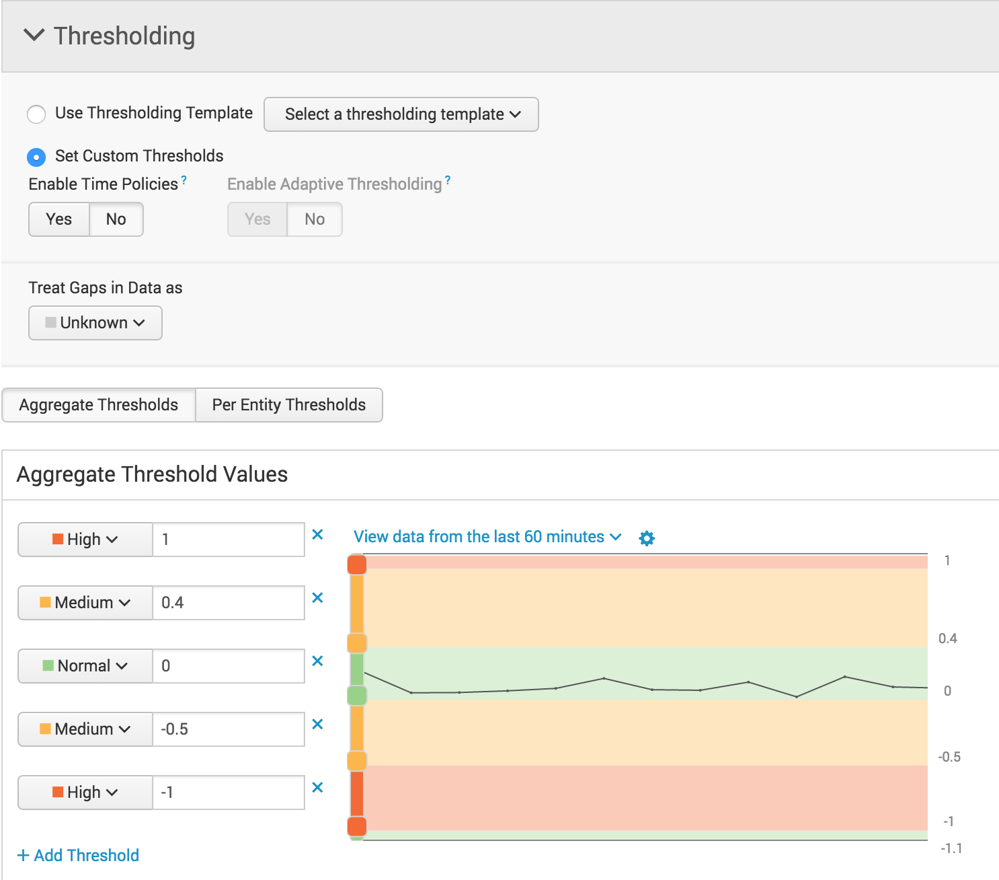 Thresholding
Use Thresholding Template Select a thresholding template
Set Custom Thresholds
Enable Time Policies ? Enable Adaptive Thresholding ?
Yes No Yes No
Treat Gaps in Data as
Unknown
Aggregate Thresholds Per Entity Thresholds
Aggregate Threshold Values
High 1
View data from the last 60 minutes
1
Medium 0.4
0.4
Normal 0
0
Medium -0.5
-0.5
High -1
-1
-1.1
+ Add Threshold